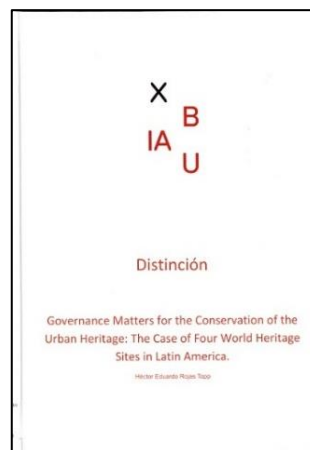 X
B
IA
U
Distinción
Governance Matters for the Conservation of the
Urban Heritage: The Case of Four World Heritage
Sites in Latin America.
Héctor Eduardo Rojas Topp